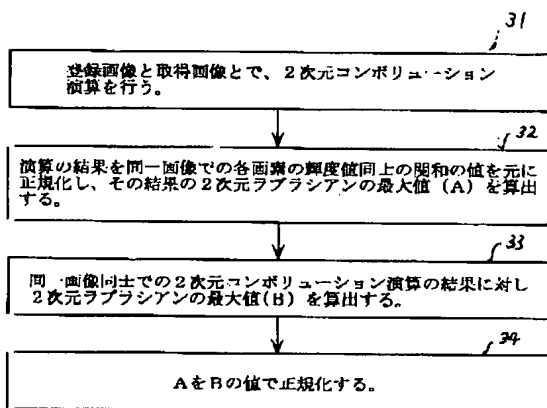 31
登録画像と取得画像とで、2次元コンボリューション
演算を行う。
32
演算の結果を同一画像での各画素の輝度値同士の閏和の値を元に
正規化し、その結果の2次元ラプラシアンの最大値(A)を算出
する。
33
同一画像同士での2次元コンボリューション演算の結果に対し
2次元ラプラシアンの最大値(B)を算出する。
34
AをBの値で正規化する。